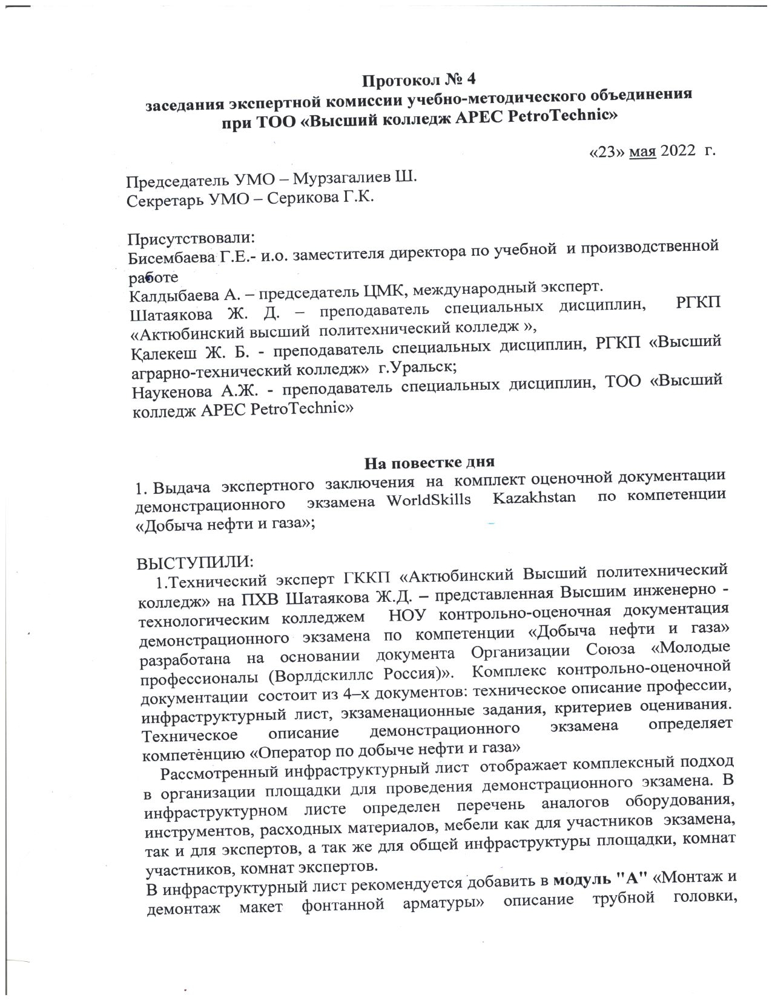 Протокол № 4
заседания экспертной комиссии учебно-методического объединения
при ТОО «Высший колледж АРЕС PetroTechnic»
«23» мая 2022 г.
Председатель УМО – Мурзагалиев Ш.
Секретарь УМО – Серикова Г.К.
Присутствовали:
Бисембаева Г.Е.- и.о. заместителя директора по учебной и производственной
работе
Калдыбаева А. – председатель ЦМК, международный эксперт.
Шатаякова Ж. Д. – преподаватель специальных дисциплин, РГКП
«Актюбинский высший политехнический колледж »,
Қалекеш Ж. Б. - преподаватель специальных дисциплин, РГКП «Высший
аграрно-технический колледж» г.Уральск;
Наукенова А.Ж. - преподаватель специальных дисциплин, ТОО «Высший
колледж АРЕС PetroTechnic»
На повестке дня
1. Выдача экспертного заключения на комплект оценочной документации
демонстрационного экзамена WorldSkills Kazakhstan по компетенции
«Добыча нефти и газа»;
ВЫСТУПИЛИ:
1.Технический эксперт ГККП «Актюбинский Высший политехнический
колледж» на ПХВ Шатаякова Ж.Д. – представленная Высшим инженерно -
технологическим колледжем НОУ контрольно-оценочная документация
демонстрационного экзамена по компетенции «Добыча нефти и газа»
разработана на основании документа Организации Союза «Молодые
профессионалы (Ворлдскиллс Россия)». Комплекс контрольно-оценочной
документации состоит из 4–х документов: техническое описание профессии,
инфраструктурный лист, экзаменационные задания, критериев оценивания.
Техническое описание демонстрационного экзамена определяет
компетенцию «Оператор по добыче нефти и газа»
Рассмотренный инфраструктурный лист отображает комплексный подход
в организации площадки для проведения демонстрационного экзамена. В
инфраструктурном листе определен перечень аналогов оборудования,
инструментов, расходных материалов, мебели как для участников экзамена,
так и для экспертов, а так же для общей инфраструктуры площадки, комнат
участников, комнат экспертов.
В инфраструктурный лист рекомендуется добавить в модуль "А" «Монтаж и
демонтаж макет фонтанной арматуры» описание трубной головки,